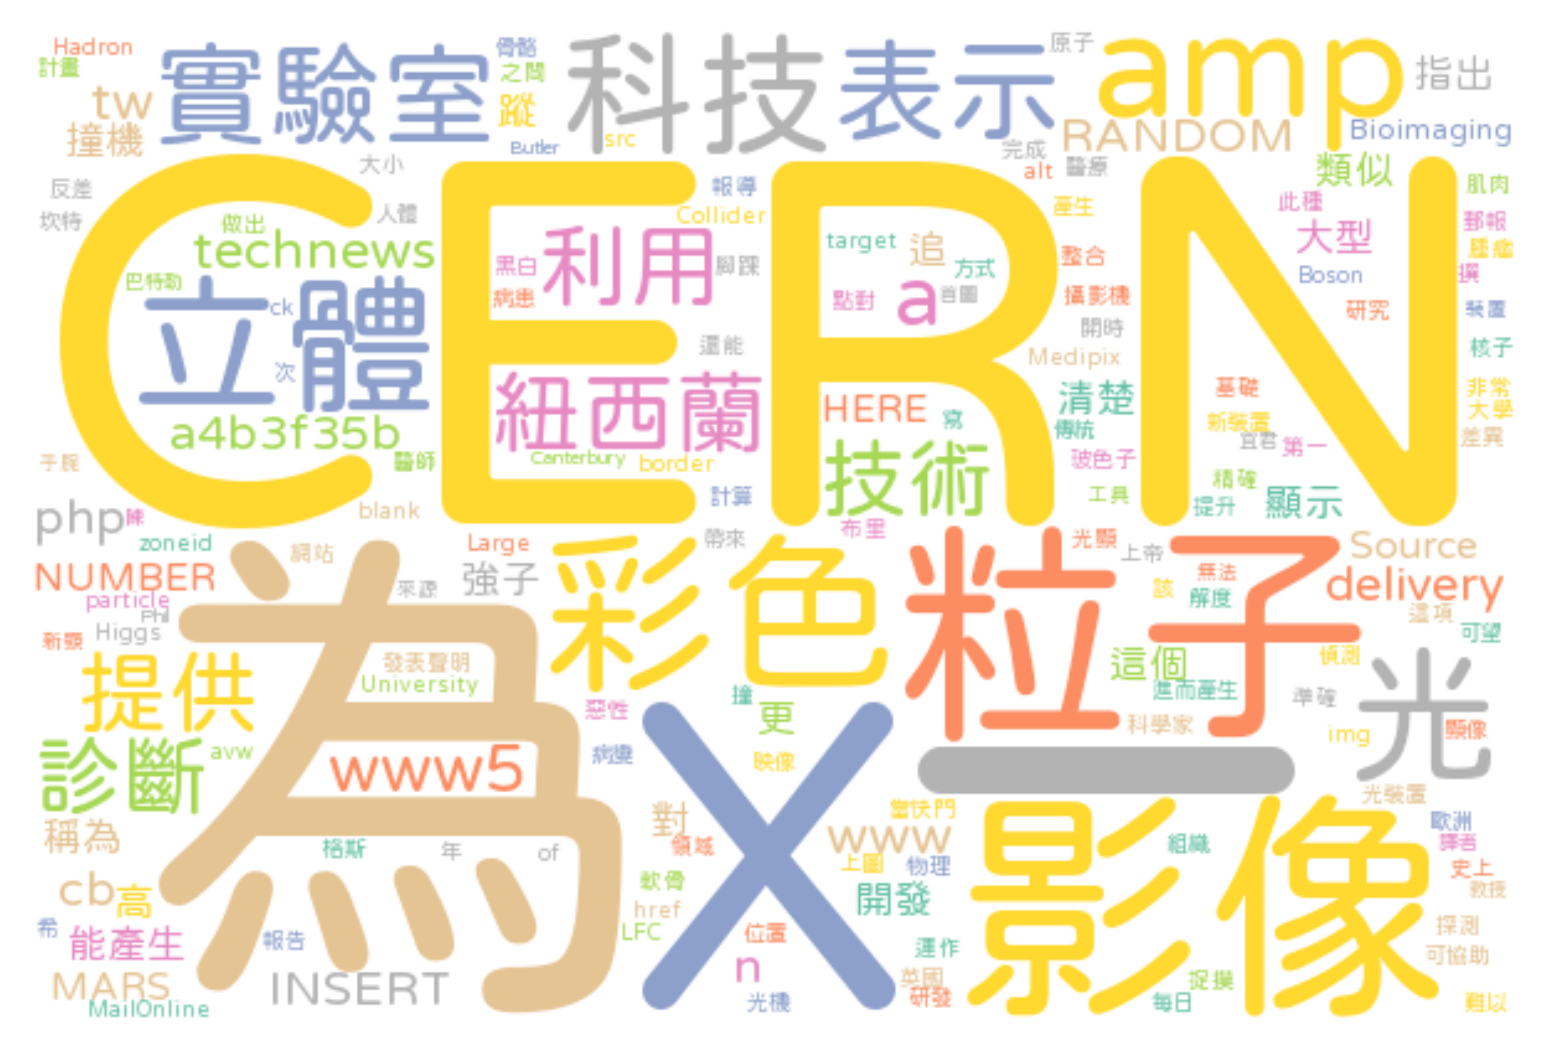 Hadron
計畫
tw
撞機
實驗室
骨骼
之間
蹤
Butler
src
科技
表示
原子
amp
指出
RANDOM
Bioimaging
完成
alt
醫療
類似
大小
反差
坎特
人體
CERN
報導
Collider
產生
此種
肌肉
郵報
腫瘤
撰
做出
technews
巴特勒
立體
ck
次
黑白
病患
利用
腳踝
target
追
方式
點對
a
首圖
整合
攝影機
大型
Boson
研究
裝置
還能
開時
Medipix
核子
紐西蘭
HERE
寫
清楚
傳統
基礎
新裝置
宜君
第一
非常
大學
差異
a4b3f35b
手腕
醫師
Canterbury
border
技術
玻色子
精確
工具
提升
顯示
計算
php
陳
blank
zoneid
布里
帶來
NUMBER
particle
Phil
Higgs
新顯
網站
來源
Large
強子
為
彩色
粒子
光顯
上帝
無法
該
解度
Source
delivery
這項
可望
提供
發表聲明
University
這個
進而產生
偵測
準確
科學家
光
img
顯像
惡性
撞
更
病變
映像
X
一
診斷
avw
www5
稱為
格斯
年
of
對
領域
當快門
www
上圖
物理
影像
組織
光裝置
歐洲
譯者
史上
教授
cb
高
希
能產生
報告
軟骨
href
LFC
開發
位置
運作
探測
可協助
MARS
MailOnline
INSERT
n
光機
英國
研發
捉摸
每日
難以